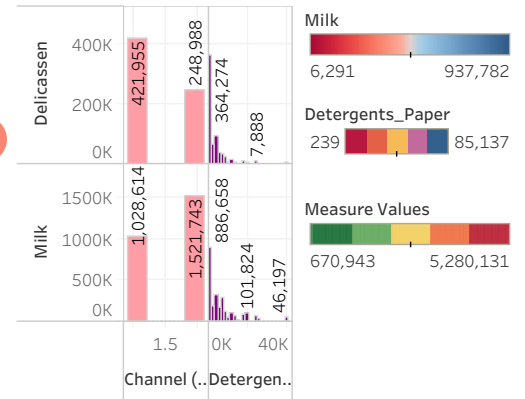 Delicassen
400K
200K
0K
421,955
248,988
364,274
7,888
Milk
1500K
1000K
500K
0K
1,028,614
1,521,743
886,658
101,824
46,197
1.5
0K
40K
Channel (..
Detergen..
Milk
6,291
937,782
Detergents_Paper
239
85,137
Measure Values
670,943
5,280,131